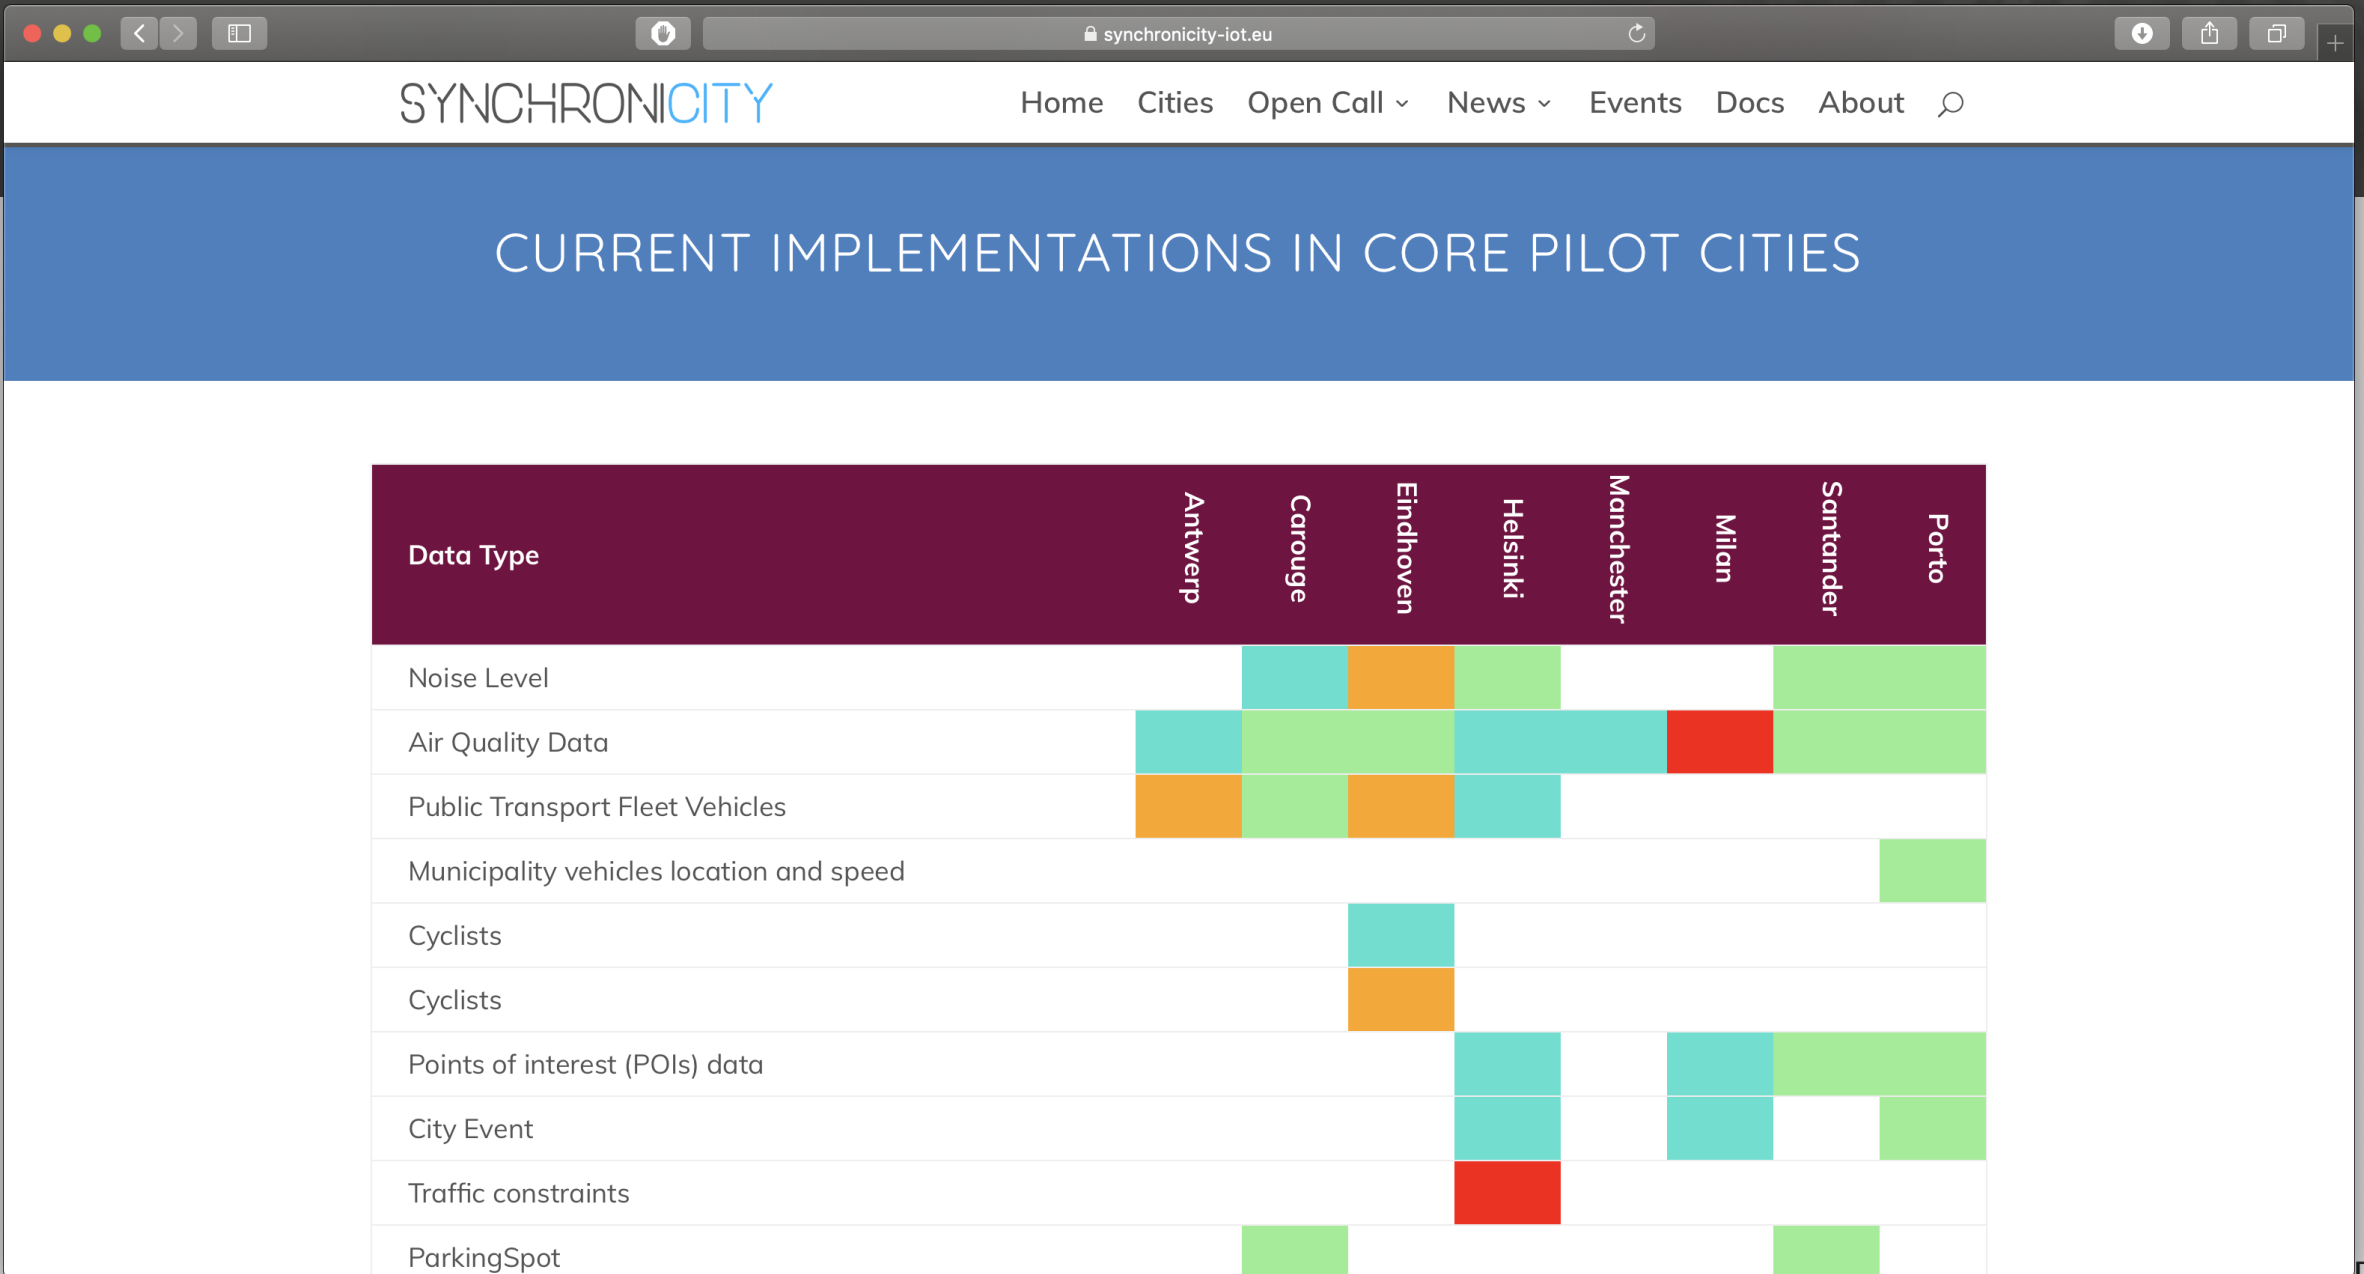 synchronicity-iot.eu
SYNCHRONICITY
Home Cities Open Call News Events Docs About
CURRENT IMPLEMENTATIONS IN CORE PILOT CITIES
Data Type Antwerp Carouge Eindhoven Helsinki Manchester Milan Santander Porto
Noise Level
Air Quality Data
Public Transport Fleet Vehicles
Municipality vehicles location and speed
Cyclists
Cyclists
Points of interest (POIs) data
City Event
Traffic constraints
ParkingSpot